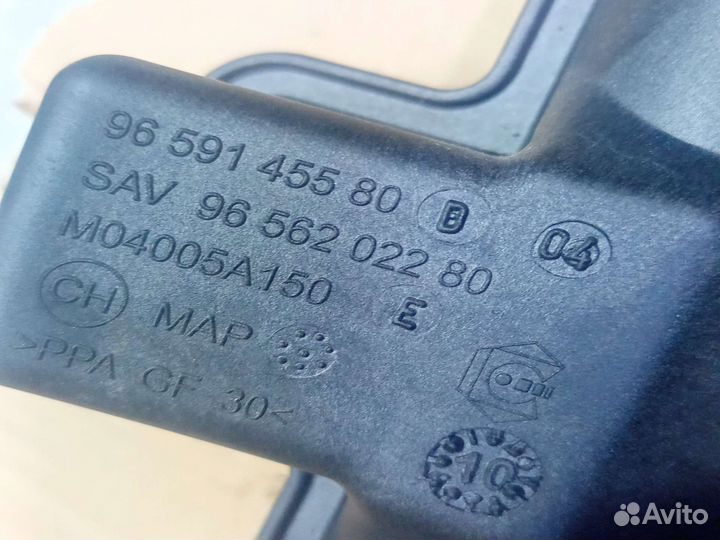 96 591 455 80 B
04
SAV 96 562 022 80
M04005A150 E
CH MAP
>PPA GF 30<
10
Avito